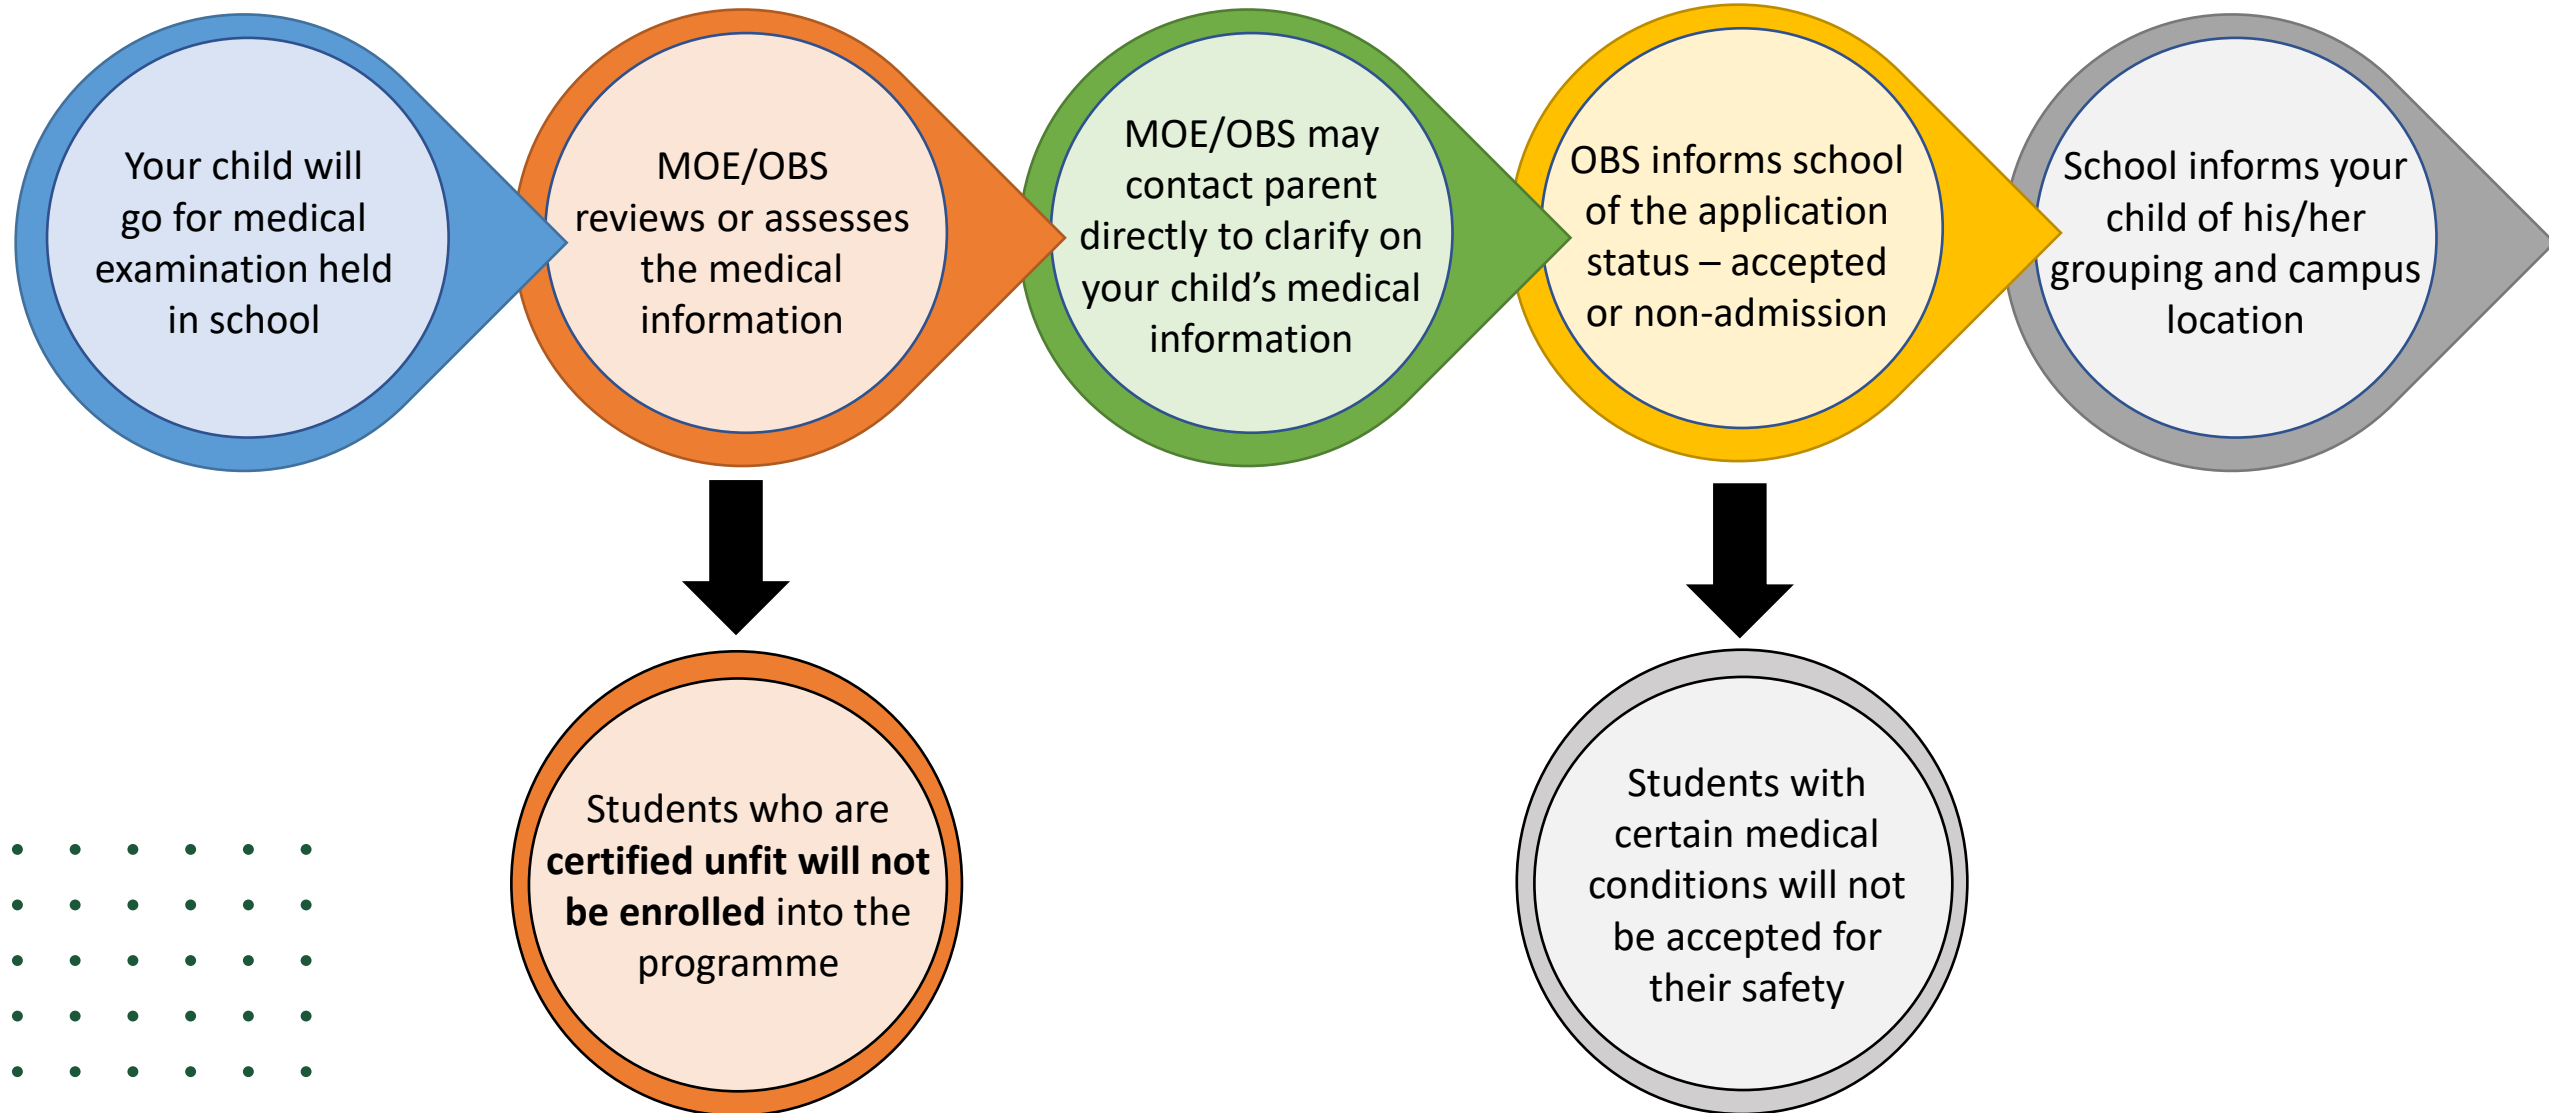 Your child will
go for medical
examination held
in school
MOE/OBS
reviews or assesses
the medical
information
MOE/OBS may
contact parent
directly to clarify on
your child’s medical
information
OBS informs school
of the application
status – accepted
or non-admission
School informs your
child of his/her
grouping and campus
location
Students who are
certified unfit will not
be enrolled into the
programme
Students with
certain medical
conditions will not
be accepted for
their safety